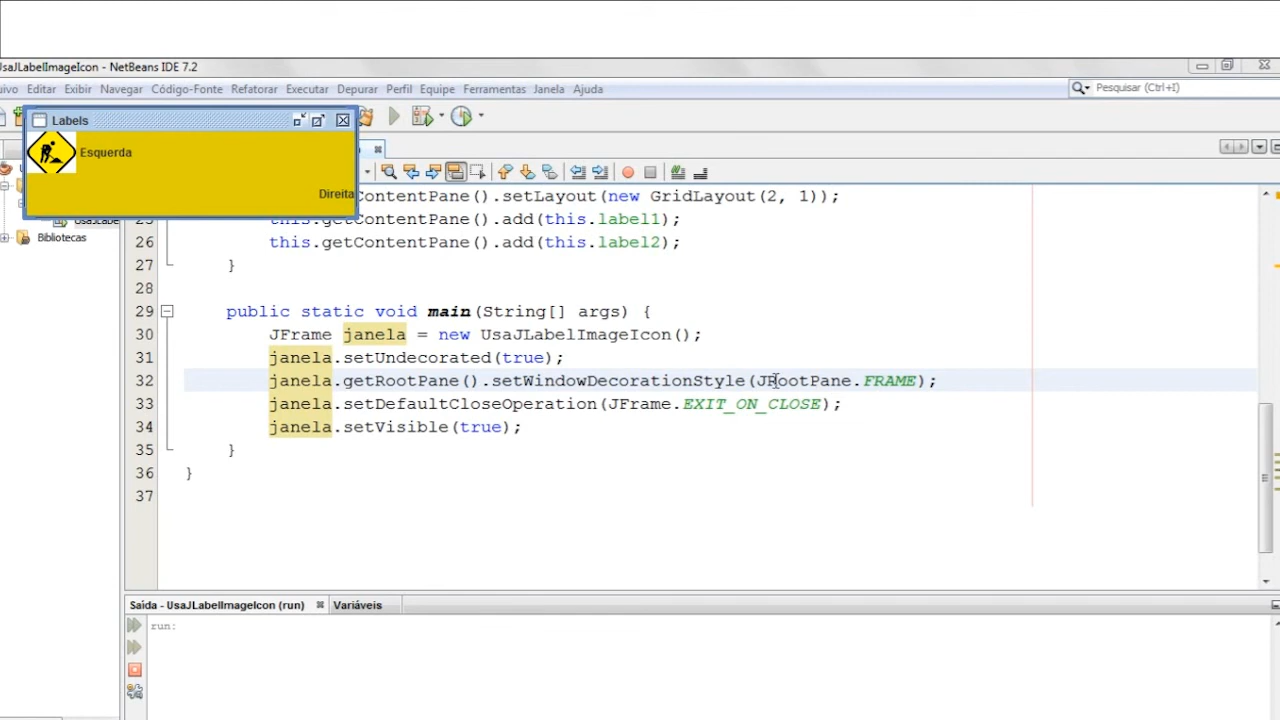 UsaJLabelImageIcon - NetBeans IDE 7.2
uivo Editar Exibir Navegar Código-Fonte Refatorar Executar Depurar Perfil Equipe Ferramentas Janela Ajuda
Pesquisar (Ctrl+I)
Labels
Esquerda
Direita
ContentPane().setLayout(new GridLayout(2, 1));
this.getContentPane().add(this.label1);
26 this.getContentPane().add(this.label2);
27 }
28
29 public static void main(String[] args) {
30 JFrame janela = new UsaJLabelImageIcon();
31 janela.setUndecorated(true);
32 janela.getRootPane().setWindowDecorationStyle(JRootPane.FRAME);
33 janela.setDefaultCloseOperation(JFrame.EXIT_ON_CLOSE);
34 janela.setVisible(true);
35 }
36 }
37
Bibliotecas
Saída - UsaJLabelImageIcon (run) Variáveis
run: